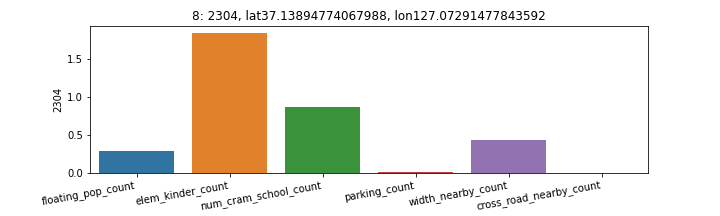 8: 2304, lat37.13894774067988, lon127.07291477843592
2304
1.5
1.0
0.5
0.0
floating_pop_count
elem_kinder_count
num_cram_school_count
parking_count
width_nearby_count
cross_road_nearby_count